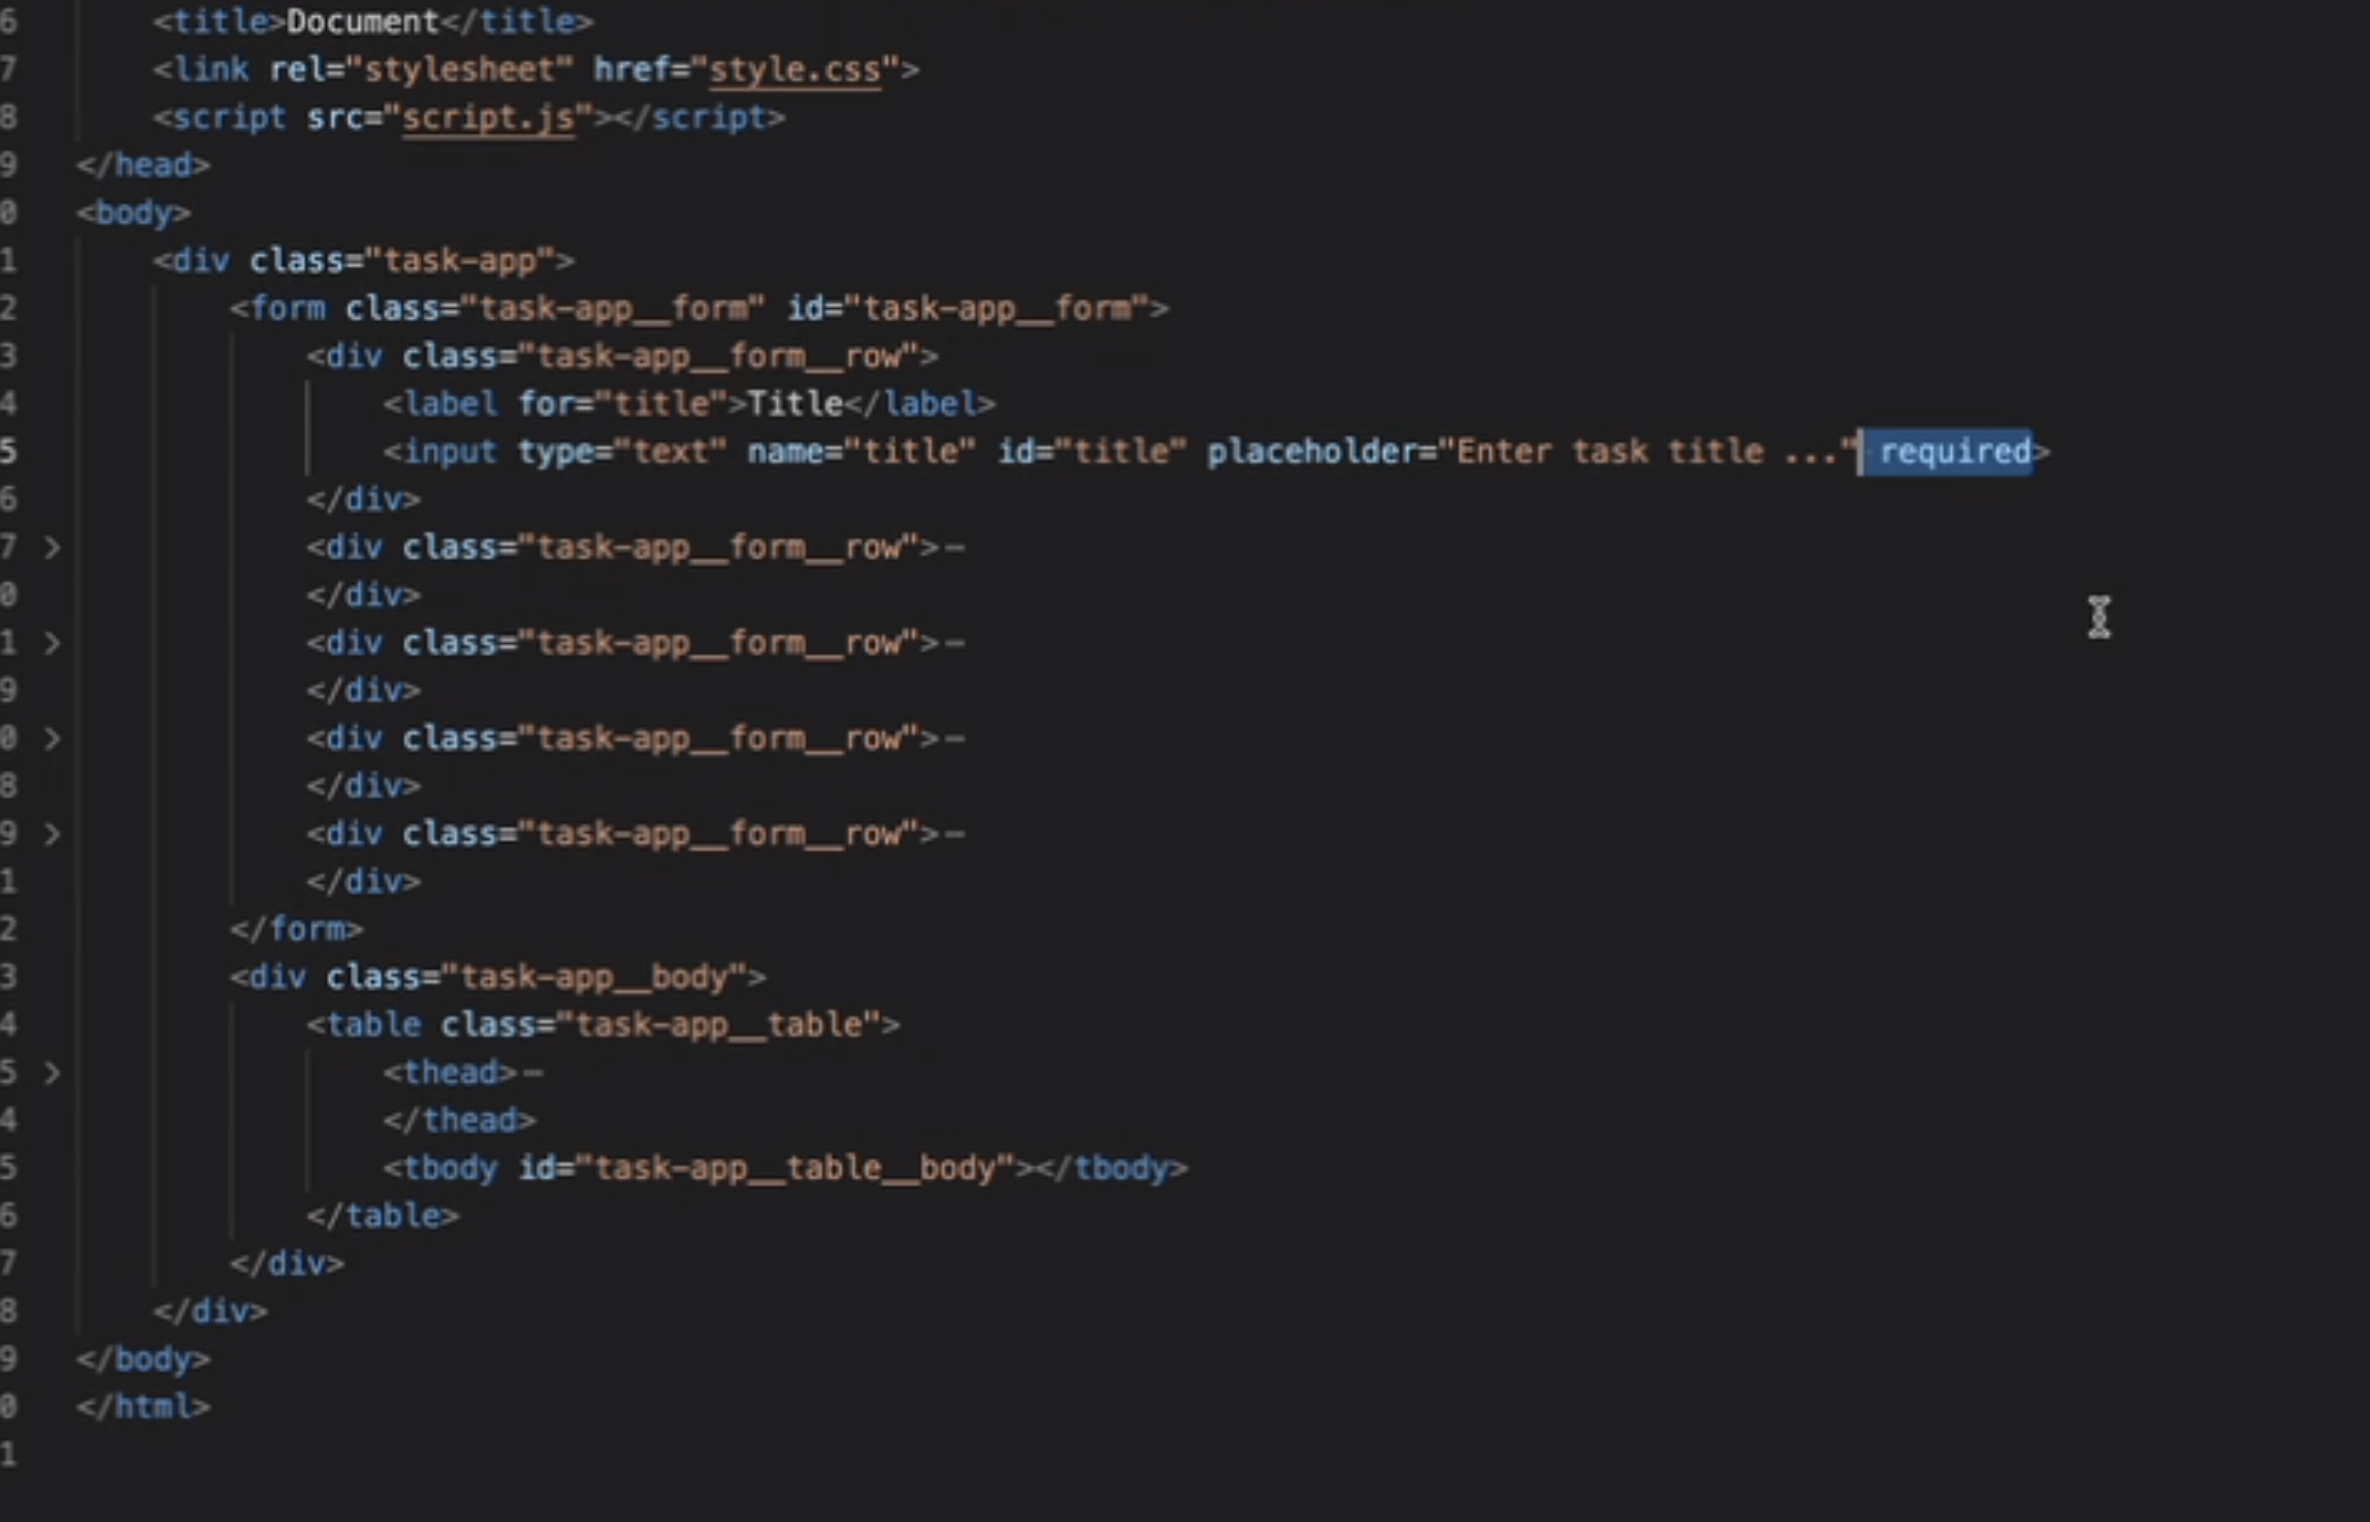 6 <title>Document</title>
7 <link rel="stylesheet" href="style.css">
8 <script src="script.js"></script>
9 </head>
0 <body>
1 <div class="task-app">
2 <form class="task-app__form" id="task-app__form">
3 <div class="task-app__form__row">
4 <label for="title">Title</label>
5 <input type="text" name="title" id="title" placeholder="Enter task title ..." required>
6 </div>
7 <div class="task-app__form__row">
0 </div>
1 <div class="task-app__form__row">
9 </div>
0 <div class="task-app__form__row">
8 </div>
9 <div class="task-app__form__row">
1 </div>
2 </form>
3 <div class="task-app__body">
4 <table class="task-app__table">
5 <thead>
4 </thead>
5 <tbody id="task-app__table__body"></tbody>
6 </table>
7 </div>
8 </div>
9 </body>
0 </html>
1